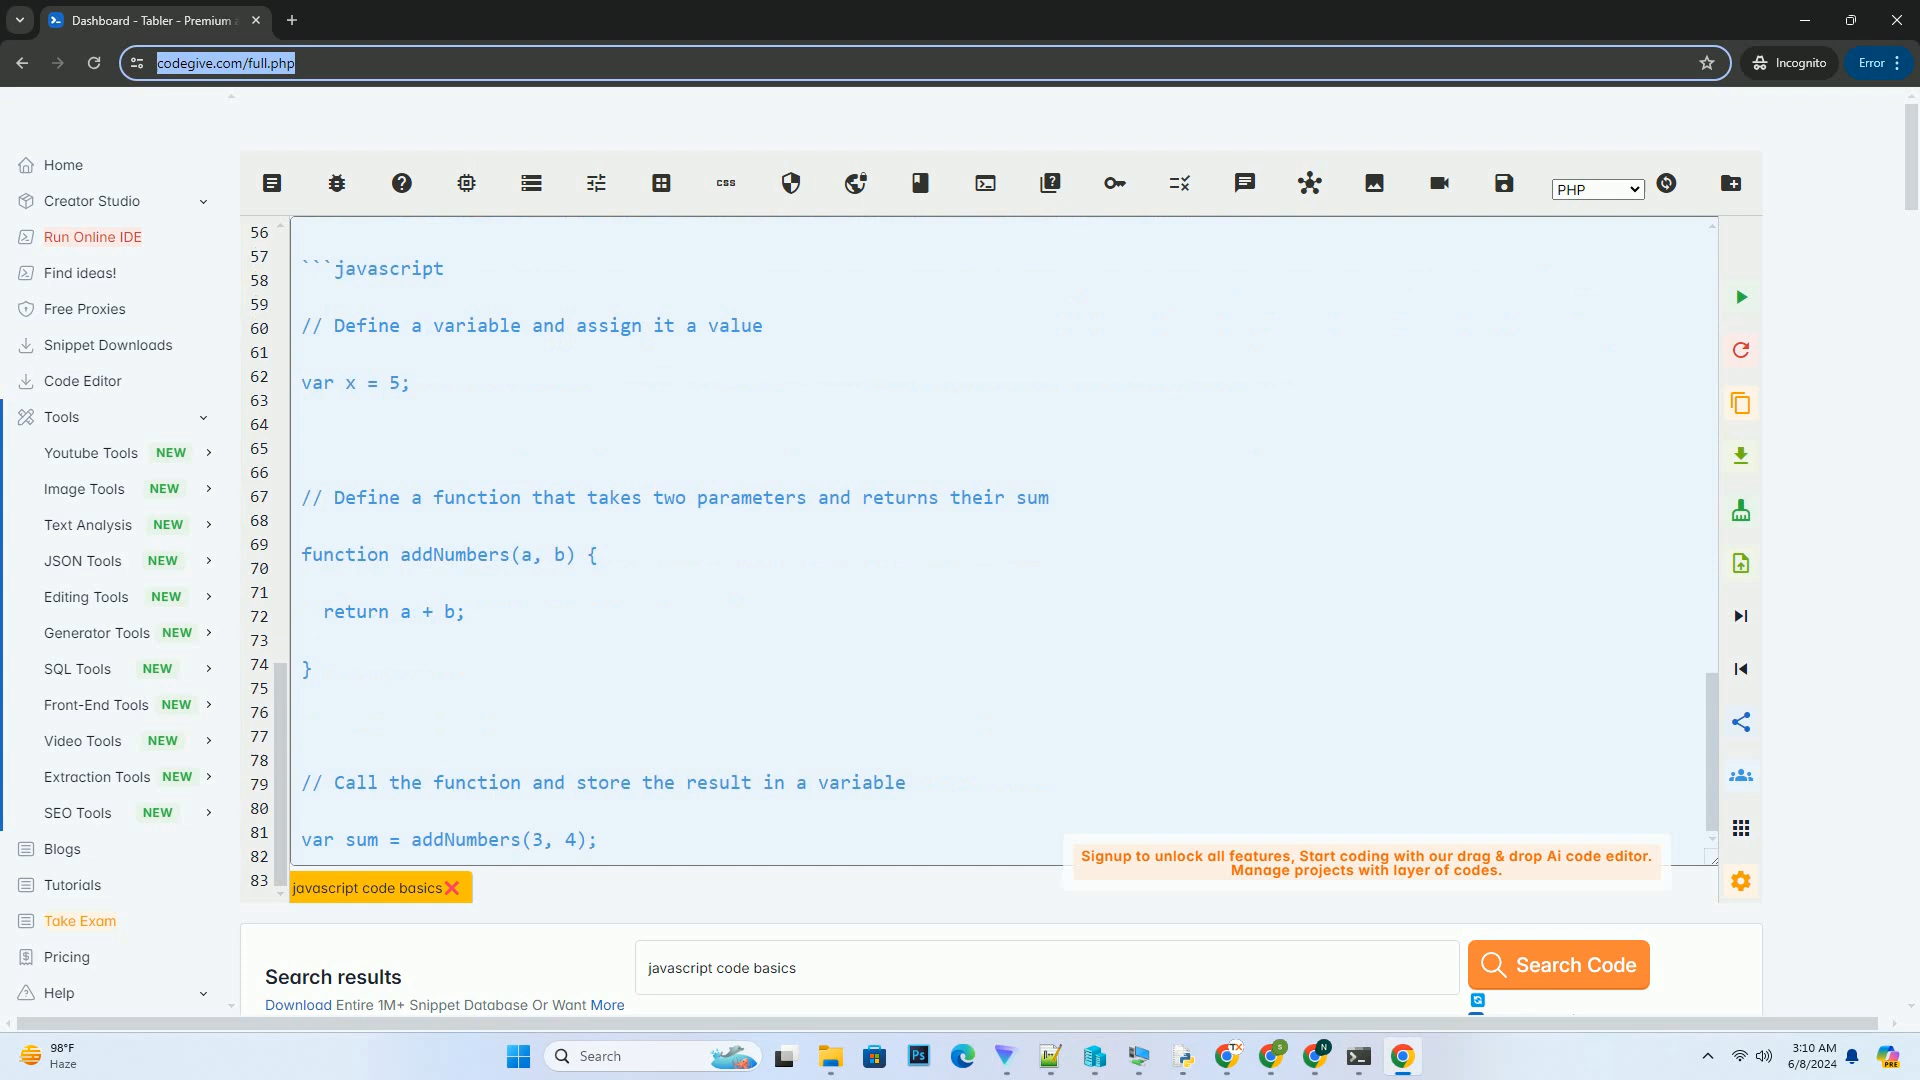 Dashboard - Tabler - Premium
codegive.com/full.php
Incognito
Error
Home
Creator Studio
Run Online IDE
Find ideas!
Free Proxies
Snippet Downloads
Code Editor
Tools
Youtube Tools NEW
Image Tools NEW
Text Analysis NEW
JSON Tools NEW
Editing Tools NEW
Generator Tools NEW
SQL Tools NEW
Front-End Tools NEW
Video Tools NEW
Extraction Tools NEW
SEO Tools NEW
Blogs
Tutorials
Take Exam
Pricing
Help
css
PHP
56
57
58
59
60
61
62
63
64
65
66
67
68
69
70
71
72
73
74
75
76
77
78
79
80
81
82
83
```javascript
// Define a variable and assign it a value
var x = 5;
// Define a function that takes two parameters and returns their sum
function addNumbers(a, b) {
return a + b;
}
// Call the function and store the result in a variable
var sum = addNumbers(3, 4);
Signup to unlock all features, Start coding with our drag & drop Ai code editor.
Manage projects with layer of codes.
javascript code basics
Search results
Download Entire 1M+ Snippet Database Or Want More
javascript code basics
Search Code
98°F
Haze
Search
3:10 AM
6/8/2024